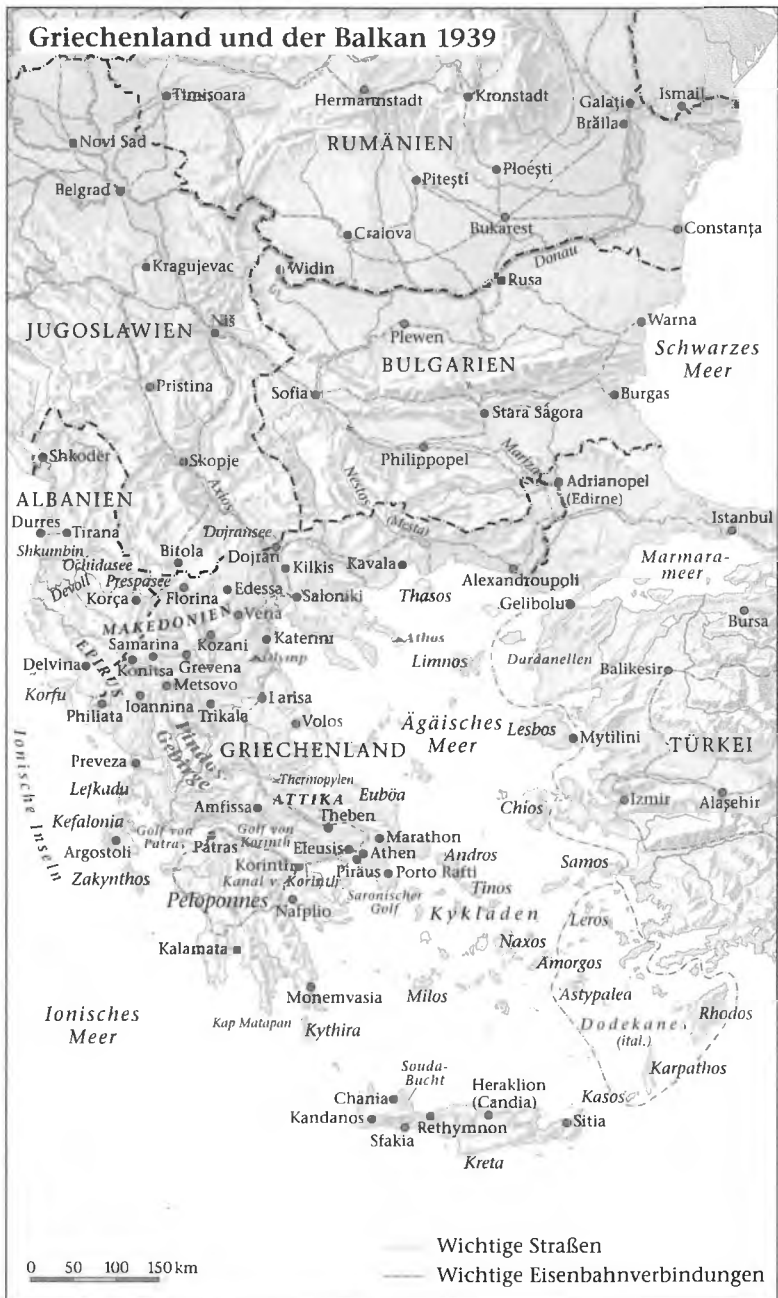 Griechenland und der Balkan 1939
Timișoara
Hermannstadt
Kronstadt
Galați
Ismail
Brăila
Novi Sad
RUMÄNIEN
Ploéști
Pitești
Belgrad
Bukarest
Craiova
Constanța
Donau
Kragujevac
Widin
Rusa
JUGOSLAWIEN
Niš
Plewen
Warna
BULGARIEN
Schwarzes
Meer
Pristina
Sofia
Burgas
Stara Sagora
Shkodër
Skopje
Philippopel
Mariza
Nestos
(Mesta)
Adrianopel
(Edirne)
ALBANIEN
Axios
Durres
Tirana
Dojransee
Istanbul
Shkumbin
Bitola
Dojran
Ochidasee
Kilkis
Kavala
Marmara-
meer
Devoll
Prespasee
Alexandroupoli
Korça
Florina
Edessa
Saloniki
Thasos
Gelibolu
MAKEDONIEN
Veria
Bursa
Samarina
Kozani
Katerini
Athos
EPIRUS
Delvina
Konitsa
Grevena
Olymp
Limnos
Dardanellen
Balikesir
Metsovo
Korfu
Ioannina
Larisa
Philiata
Trikala
Volos
Ägäisches
Meer
Lesbos
Mytilini
TÜRKEI
Pindos-
Gebirge
GRIECHENLAND
Ionische Inseln
Preveza
Thermopylen
Lefkada
ATTIKA
Euböa
Amfissa
Chios
Izmir
Alaşehir
Theben
Kefalonia
Golf von
Patras
Golf von
Korinth
Marathon
Argostoli
Patras
Eleusis
Athen
Andros
Samos
Zakynthos
Korinth
Piräus
Porto Rafti
Kanal v. Korinth
Tinos
Peloponnes
Saronischer
Golf
Nafplio
Kykladen
Leros
Naxos
Kalamata
Amorgos
Monemvasia
Milos
Astypalea
Rhodos
Ionisches
Meer
Kap Matapan
Kythira
Dodekanes
(ital.)
Karpathos
Souda-
Bucht
Heraklion
(Candia)
Chania
Kasos
Kandanos
Rethymnon
Sitia
Sfakia
Kreta
Wichtige Straßen
0 50 100 150 km
Wichtige Eisenbahnverbindungen